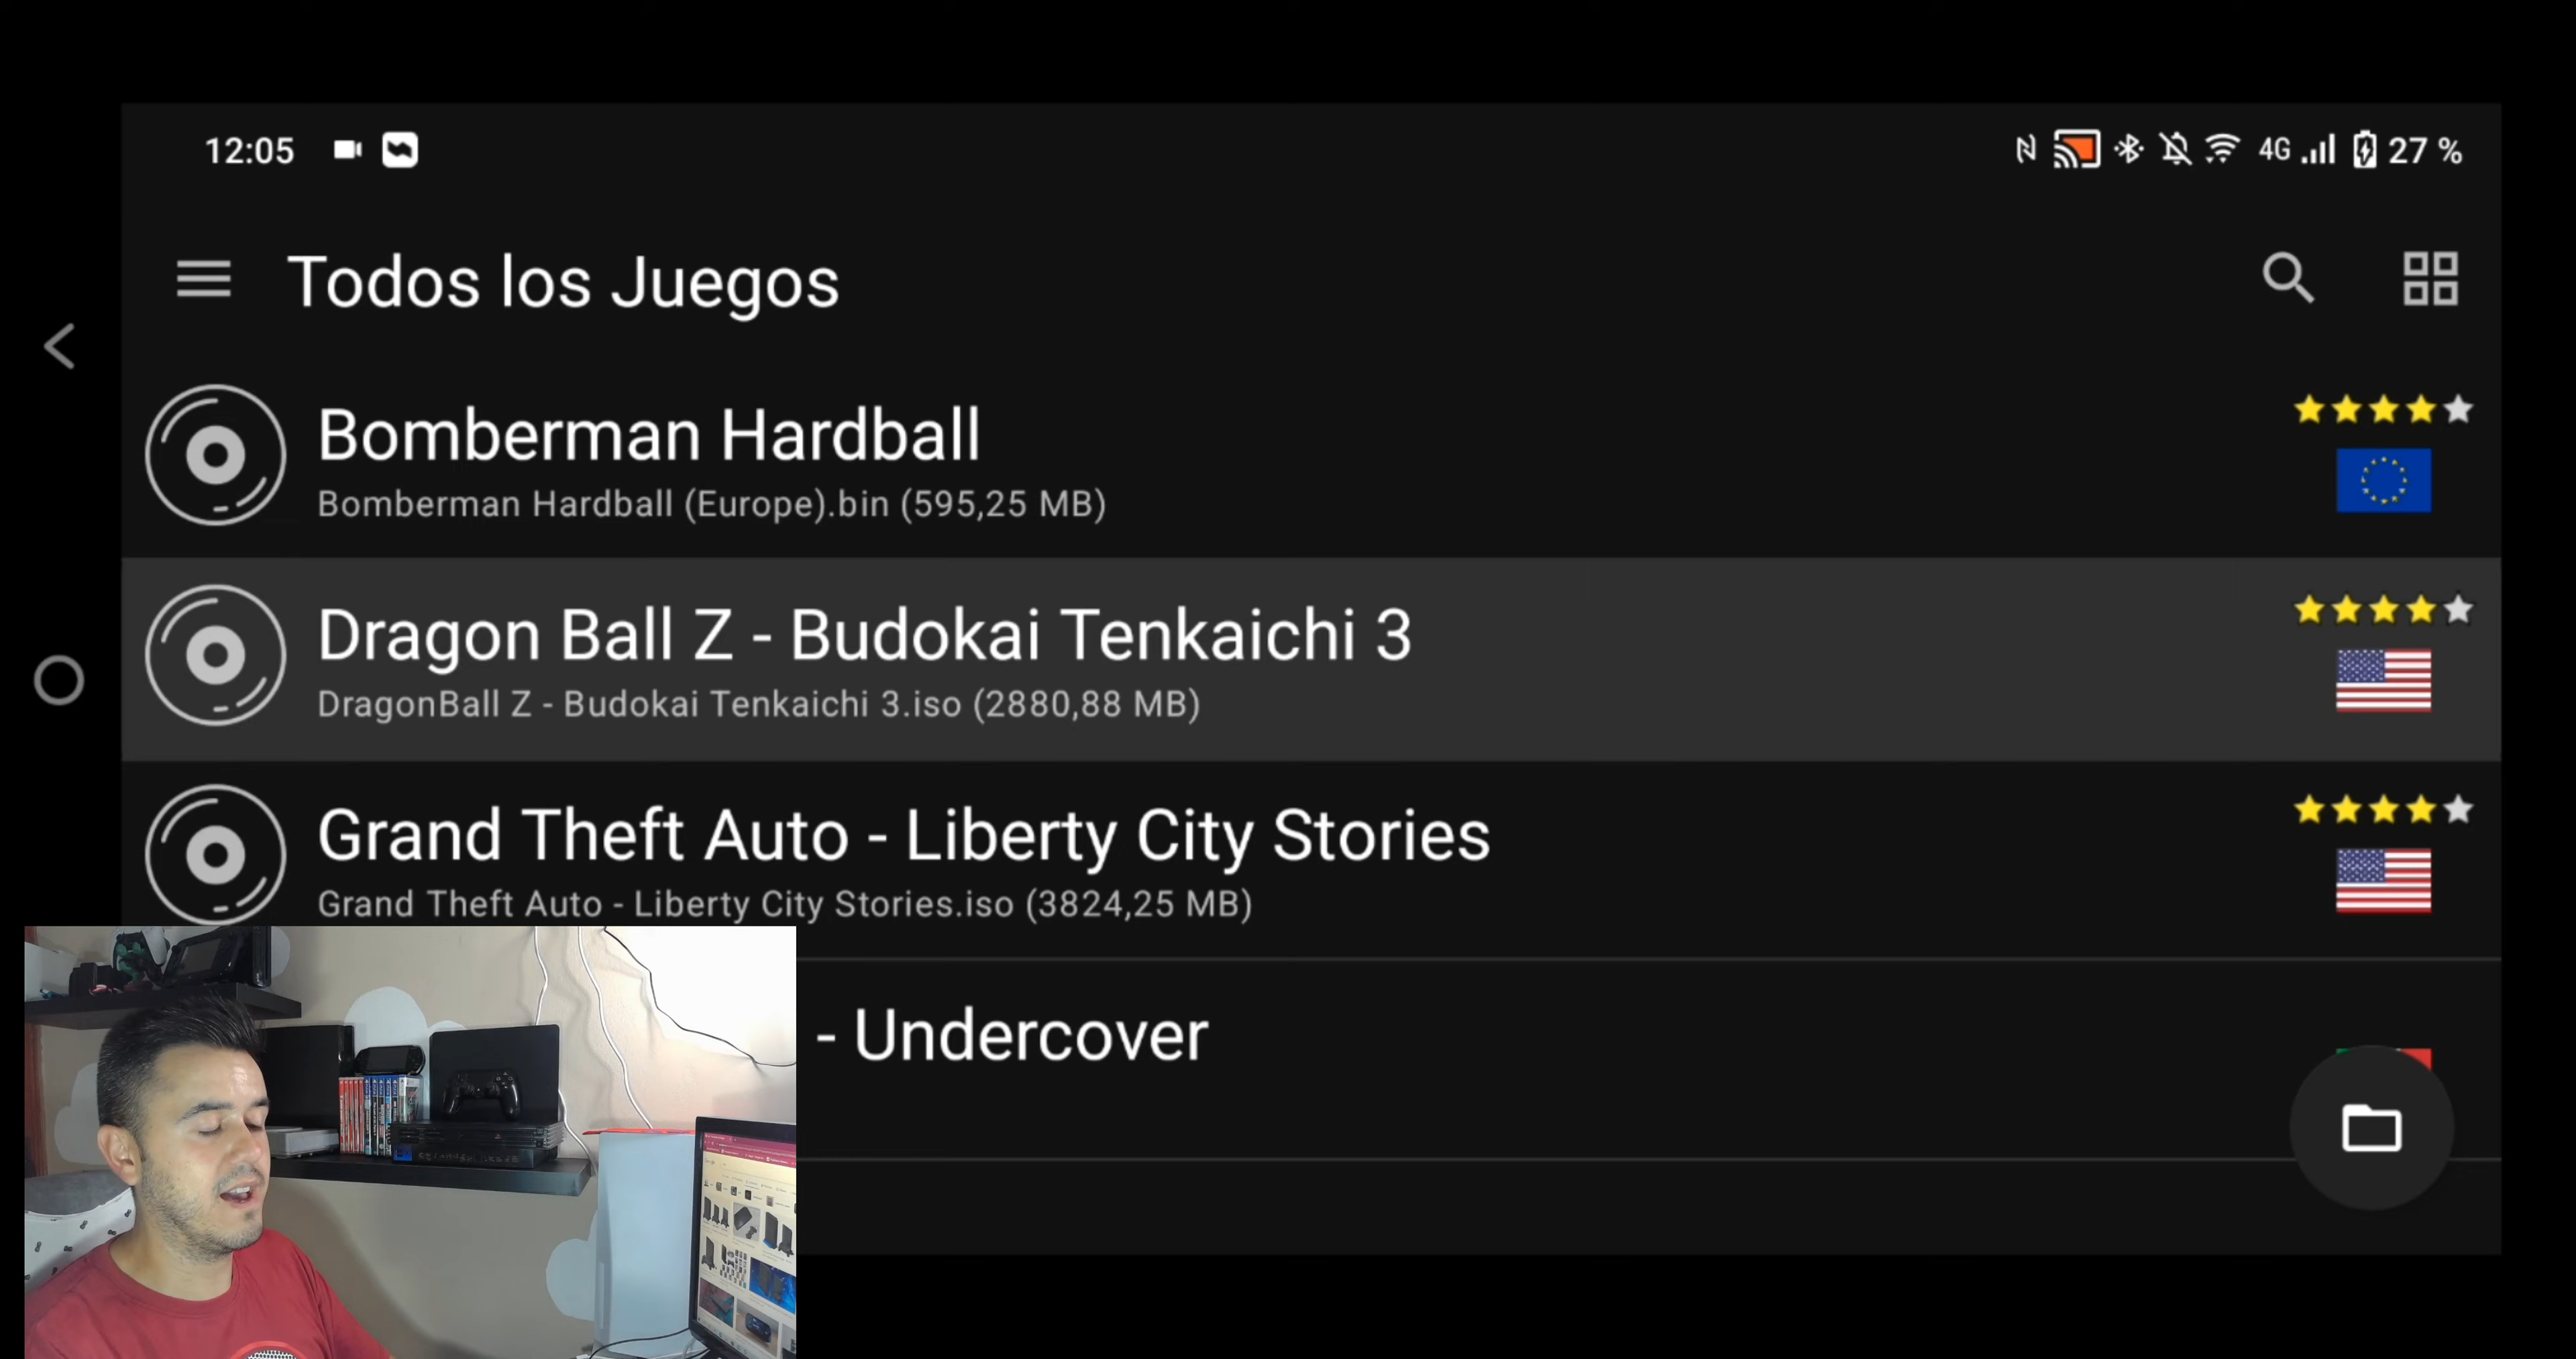 12:05
4G 27 %
Todos los Juegos
Bomberman Hardball
Bomberman Hardball (Europe).bin (595,25 MB)
Dragon Ball Z - Budokai Tenkaichi 3
DragonBall Z - Budokai Tenkaichi 3.iso (2880,88 MB)
Grand Theft Auto - Liberty City Stories
Grand Theft Auto - Liberty City Stories.iso (3824,25 MB)
- Undercover